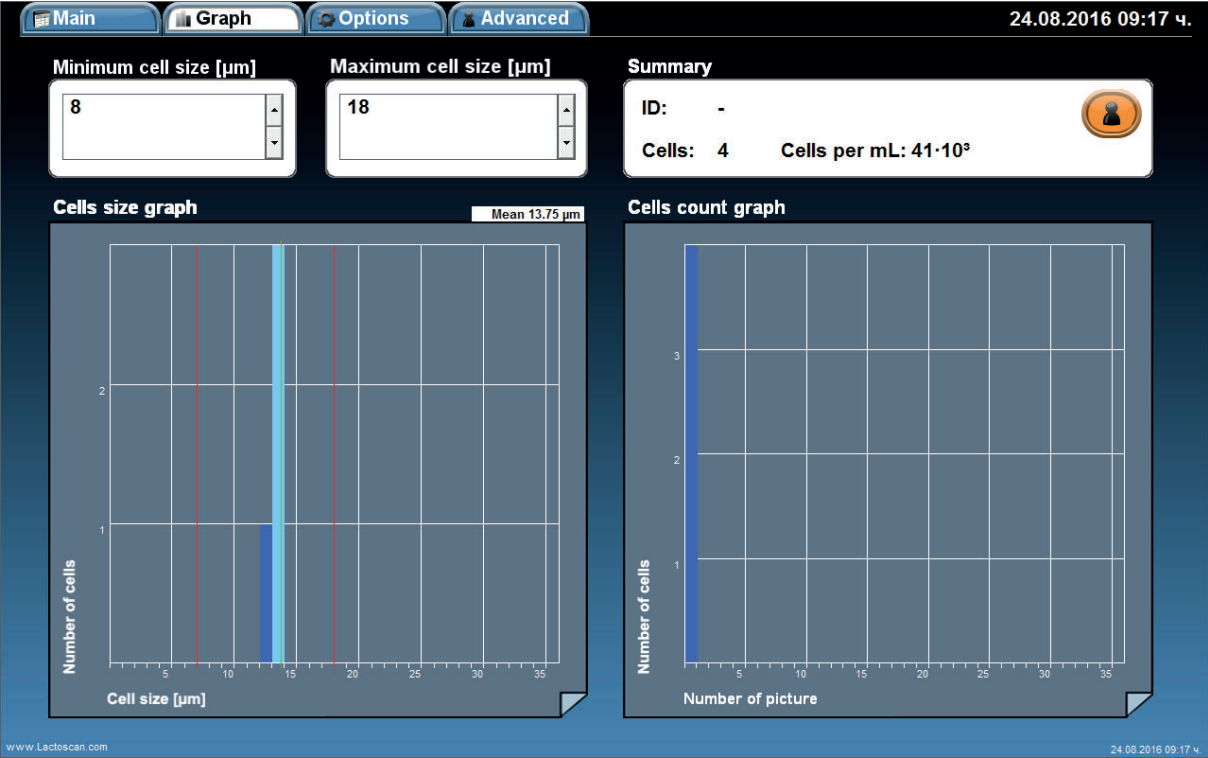 Main Graph Options Advanced 24.08.2016 09:17 ч.
Minimum cell size [µm] Maximum cell size [µm] Summary
8 18 ID: -
Cells: 4 Cells per mL: 41·10³
Cells size graph Mean 13.75 µm Cells count graph
2
1
Number of cells
5 10 15 20 25 30 35
Cell size [µm]
3
2
1
Number of cells
5 10 15 20 25 30 35
Number of picture
www.Lactoscan.com 24.08.2016 09:17 ч.